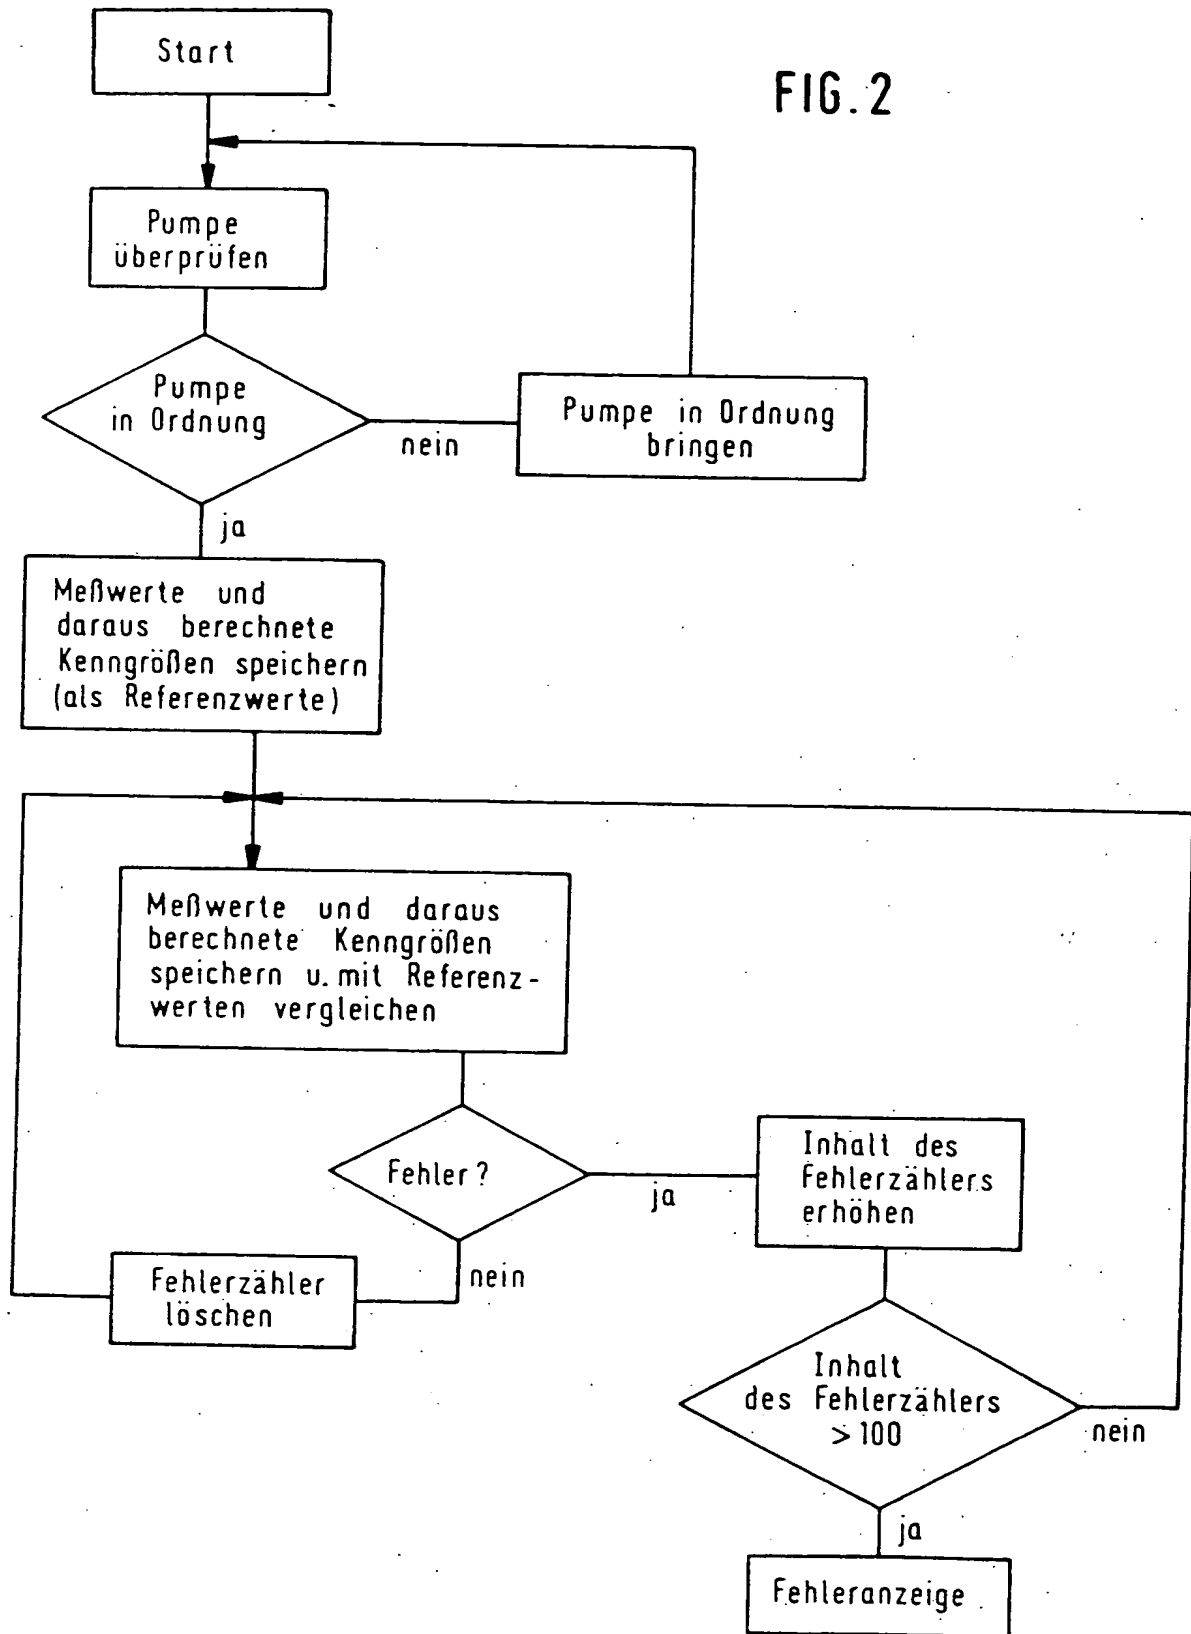 Start
FIG. 2
Pumpe
überprüfen
Pumpe
in Ordnung
nein
Pumpe in Ordnung
bringen
ja
Meßwerte und
daraus berechnete
Kenngrößen speichern
(als Referenzwerte)
Meßwerte und daraus
berechnete Kenngrößen
speichern u. mit Referenz-
werten vergleichen
Fehler?
ja
Inhalt des
Fehlerzählers
erhöhen
nein
Fehlerzähler
löschen
Inhalt
des Fehlerzählers
> 100
nein
ja
Fehleranzeige